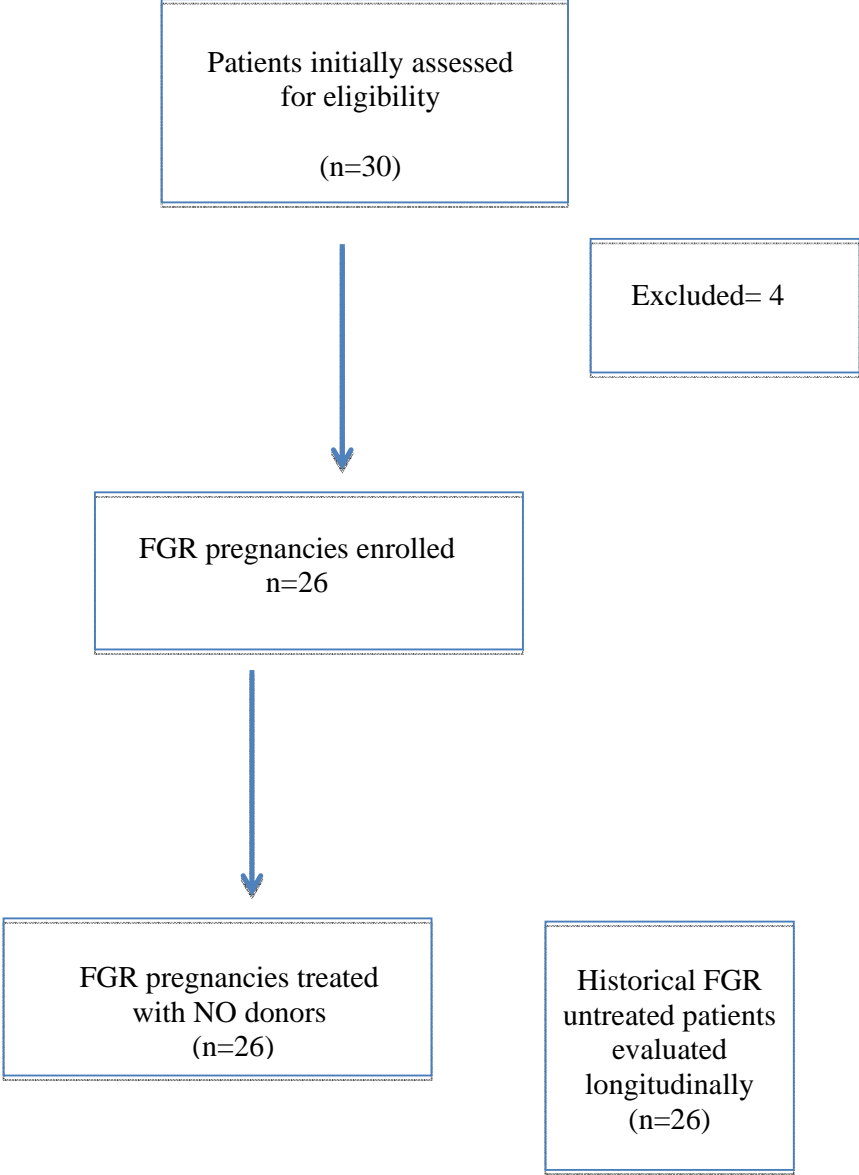 Patients initially assessed
for eligibility
(n=30)
Excluded= 4
FGR pregnancies enrolled
n=26
FGR pregnancies treated
with NO donors
(n=26)
Historical FGR
untreated patients
evaluated
longitudinally
(n=26)